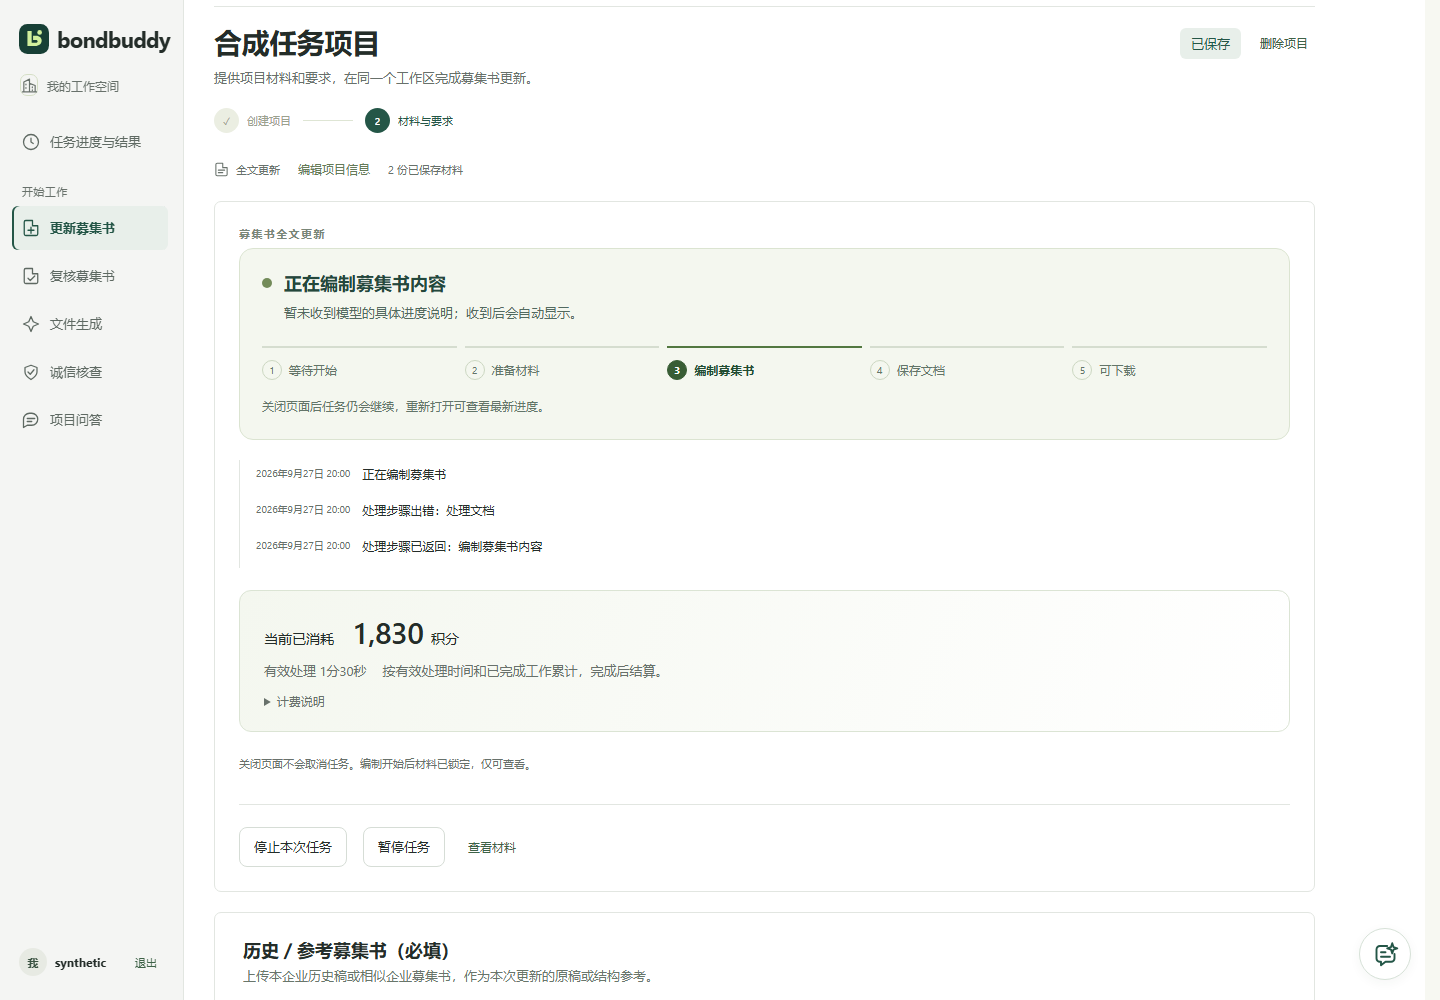 bondbuddy
我的工作空间
任务进度与结果
开始工作
更新募集书
复核募集书
文件生成
诚信核查
项目问答
我 synthetic 退出
合成任务项目
已保存 删除项目
提供项目材料和要求，在同一个工作区完成募集书更新。
✓ 创建项目 2 材料与要求
全文更新 编辑项目信息 2 份已保存材料
募集书全文更新
正在编制募集书内容
暂未收到模型的具体进度说明；收到后会自动显示。
1 等待开始 2 准备材料 3 编制募集书 4 保存文档 5 可下载
关闭页面后任务仍会继续，重新打开可查看最新进度。
2026年9月27日 20:00 正在编制募集书
2026年9月27日 20:00 处理步骤出错：处理文档
2026年9月27日 20:00 处理步骤已返回：编制募集书内容
当前已消耗 1,830 积分
有效处理 1分30秒 按有效处理时间和已完成工作累计，完成后结算。
计费说明
关闭页面不会取消任务。编制开始后材料已锁定，仅可查看。
停止本次任务 暂停任务 查看材料
历史 / 参考募集书（必填）
上传本企业历史稿或相似企业募集书，作为本次更新的原稿或结构参考。